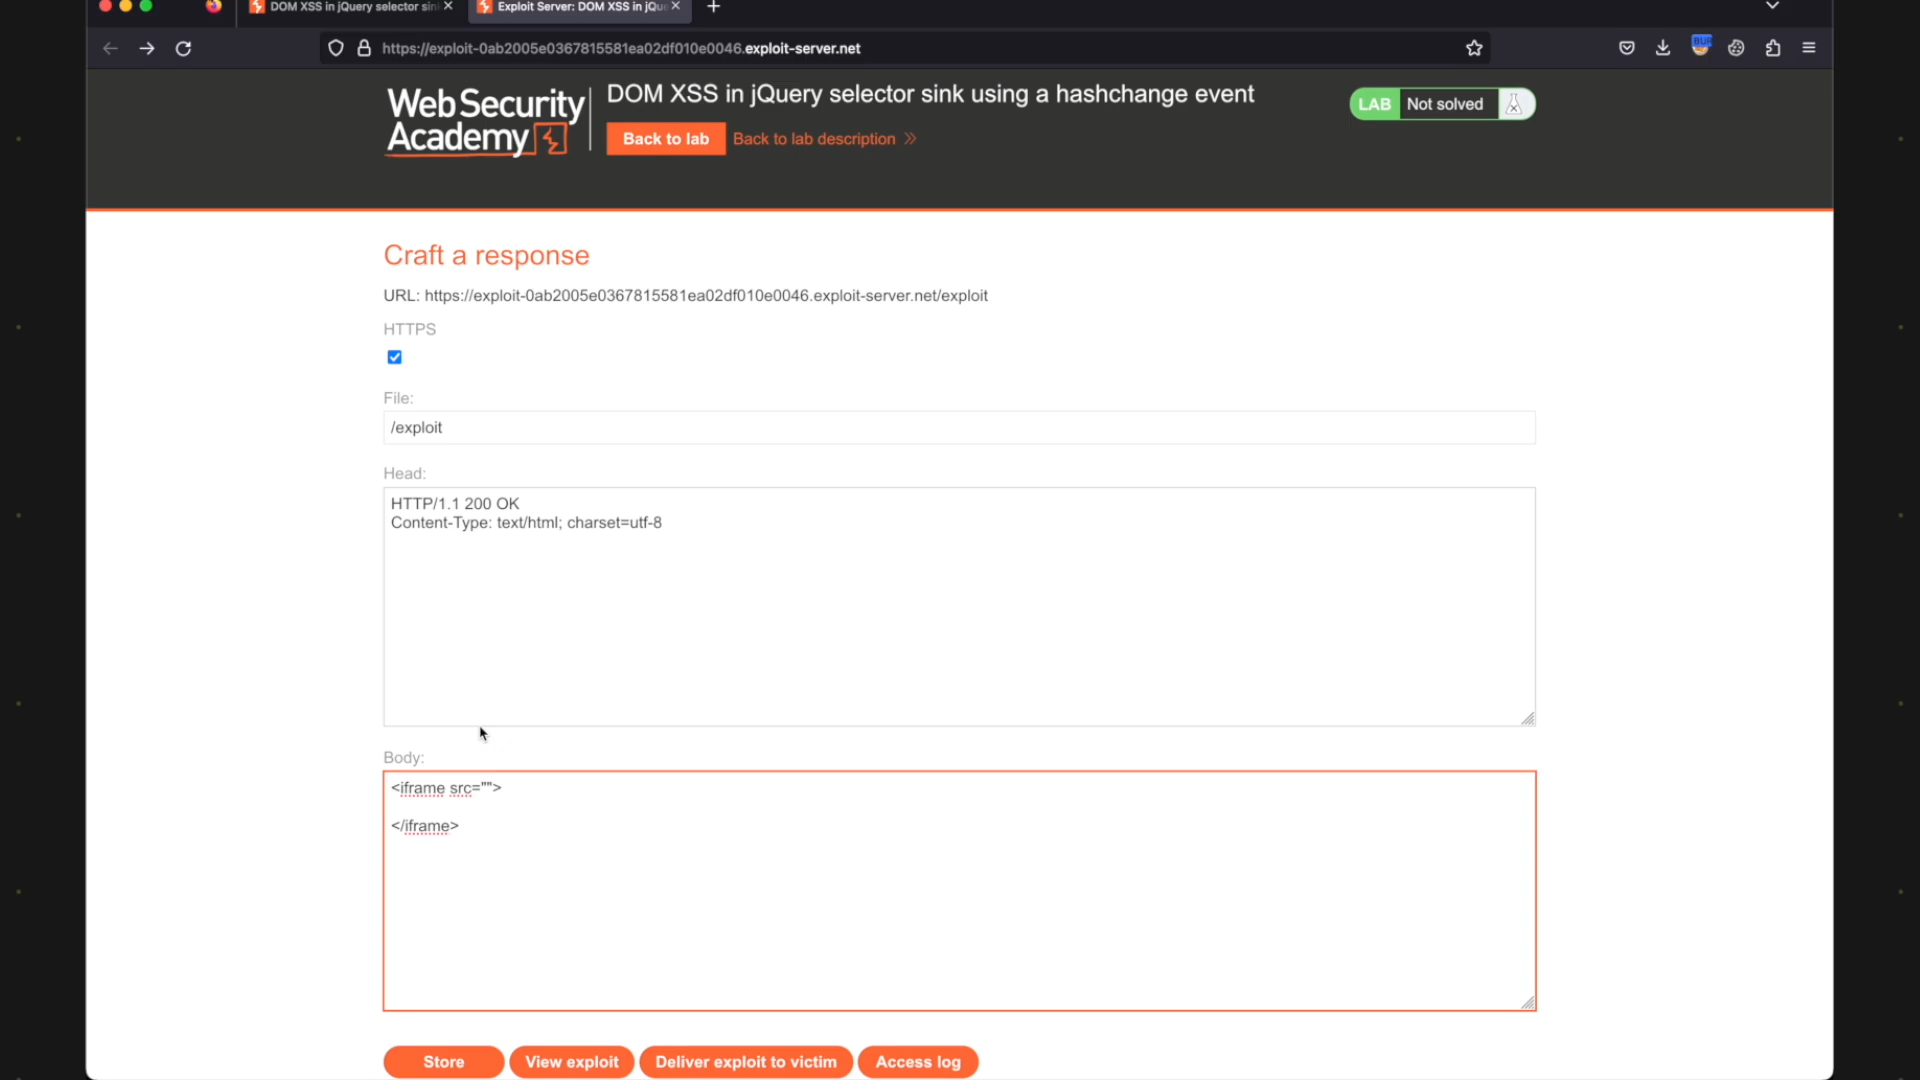 DOM XSS in jQuery selector sin
Exploit Server: DOM XSS in jQue
https://exploit-0ab2005e0367815581ea02df010e0046.exploit-server.net
BUR
WebSecurity
Academy
DOM XSS in jQuery selector sink using a hashchange event
Back to lab
Back to lab description
LAB
Not solved
Craft a response
URL: https://exploit-0ab2005e0367815581ea02df010e0046.exploit-server.net/exploit
HTTPS
File:
/exploit
Head:
HTTP/1.1 200 OK
Content-Type: text/html; charset=utf-8
Body:
<iframe src="">
</iframe>
Store
View exploit
Deliver exploit to victim
Access log